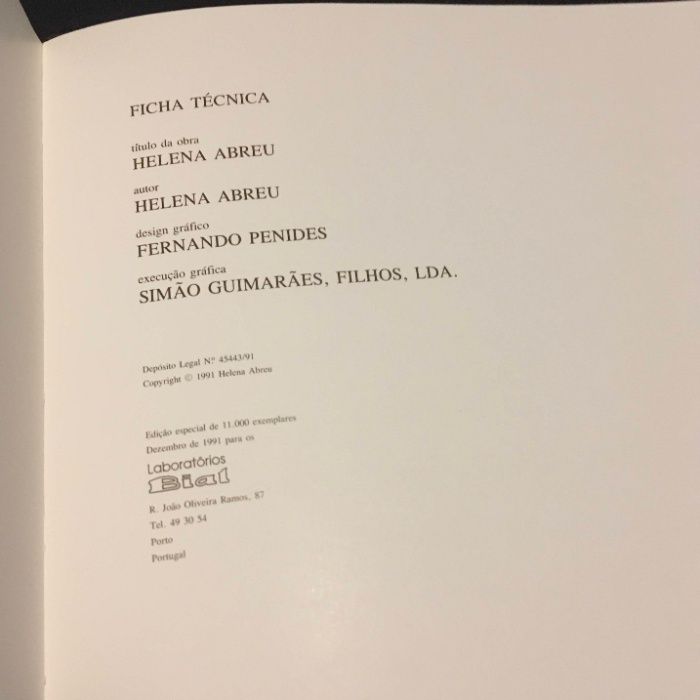 FICHA TÉCNICA
título da obra
HELENA ABREU
autor
HELENA ABREU
design gráfico
FERNANDO PENIDES
execução gráfica
SIMÃO GUIMARÃES, FILHOS, LDA.
Depósito Legal N.º 45443/91
Copyright © 1991 Helena Abreu
Edição especial de 11.000 exemplares
Dezembro de 1991 para os
Laboratórios
Bial
R. João Oliveira Ramos, 87
Tel. 49 30 54
Porto
Portugal